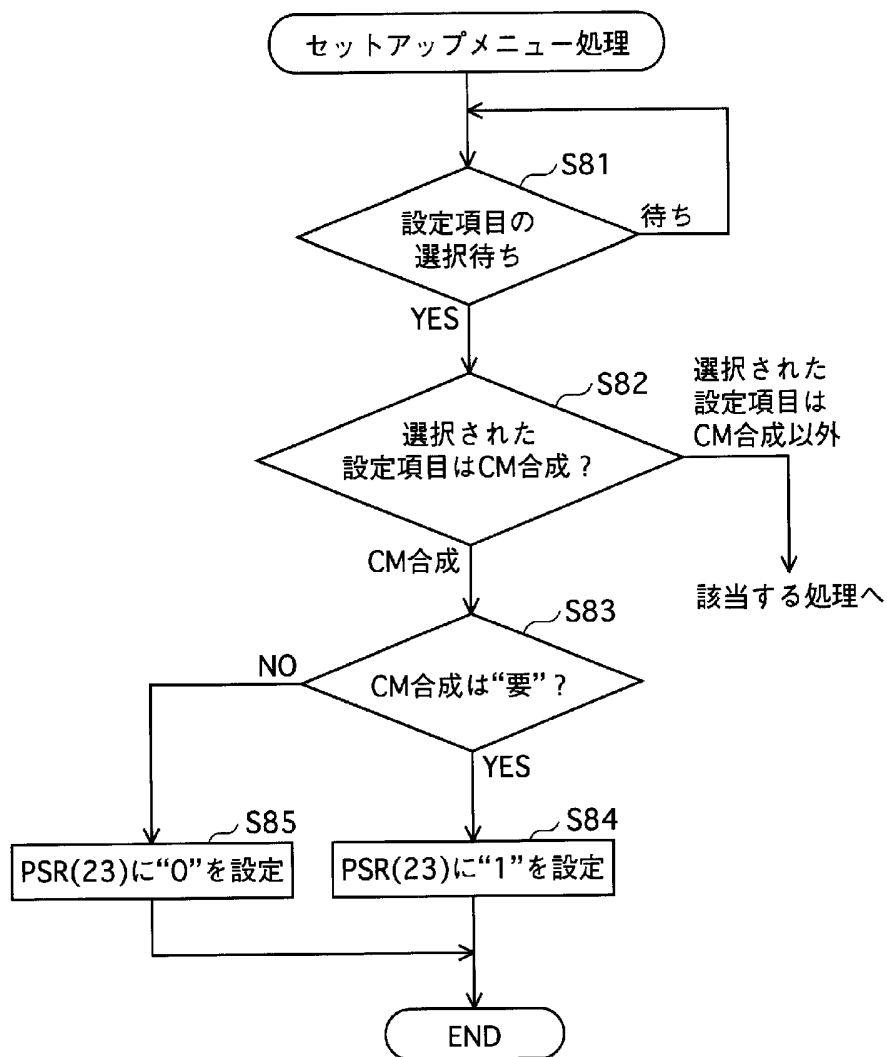 セットアップメニュー処理
S81
設定項目の
選択待ち
待ち
YES
S82
選択された
設定項目はCM合成？
選択された
設定項目は
CM合成以外
CM合成
該当する処理へ
S83
NO
CM合成は“要”？
YES
S85
S84
PSR(23)に“0”を設定
PSR(23)に“1”を設定
END